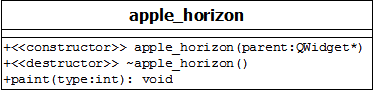 apple_horizon
+<<constructor>> apple_horizon(parent:QWidget*)
+<<destructor>> ~apple_horizon()
+paint(type:int): void